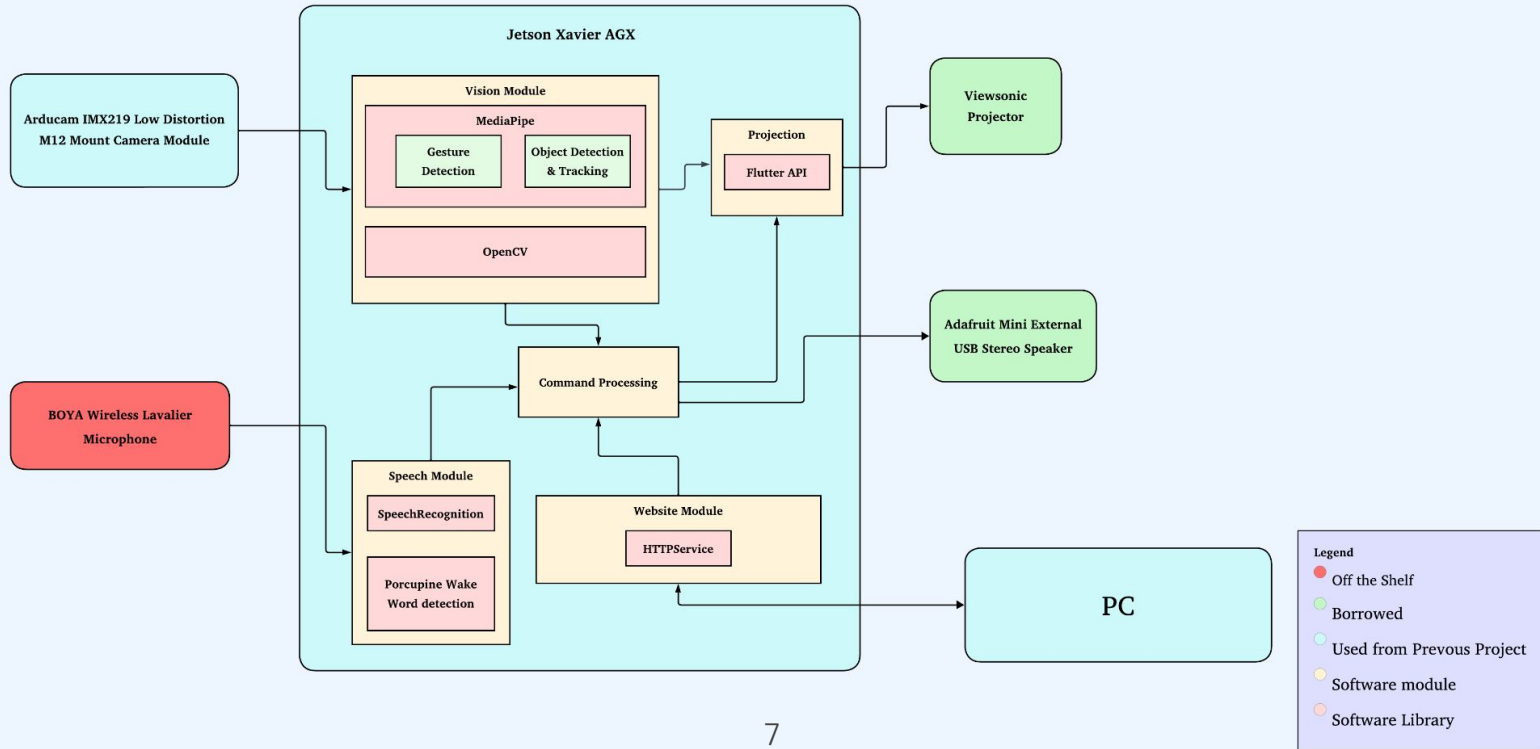 Jetson Xavier AGX
Arducam IMX219 Low Distortion
M12 Mount Camera Module
Vision Module
MediaPipe
Gesture
Detection
Object Detection
& Tracking
OpenCV
Projection
Flutter API
Viewsonic
Projector
Adafruit Mini External
USB Stereo Speaker
Command Processing
BOYA Wireless Lavalier
Microphone
Speech Module
SpeechRecognition
Porcupine Wake
Word detection
Website Module
HTTPService
PC
Legend
Off the Shelf
Borrowed
Used from Prevous Project
Software module
Software Library
7